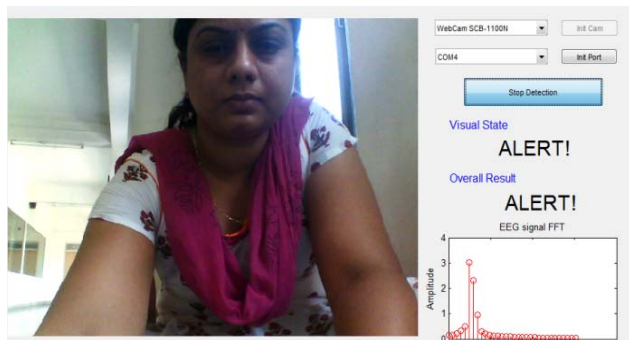 WebCam SCB-1100N
Init Cam
COM4
Init Port
Stop Detection
Visual State
ALERT!
Overall Result
ALERT!
EEG signal FFT
Amplitude
4
3
2
1
0